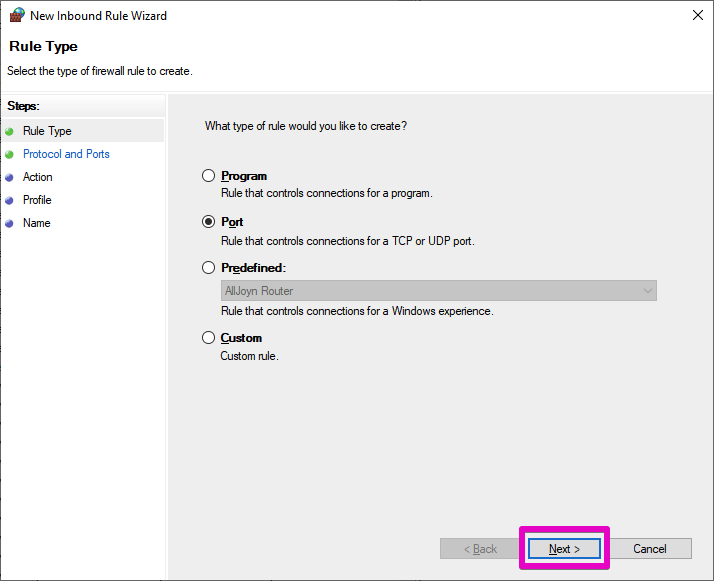 New Inbound Rule Wizard
Rule Type
Select the type of firewall rule to create.
Steps:
Rule Type
Protocol and Ports
Action
Profile
Name
What type of rule would you like to create?
Program
Rule that controls connections for a program.
Port
Rule that controls connections for a TCP or UDP port.
Predefined:
AllJoyn Router
Rule that controls connections for a Windows experience.
Custom
Custom rule.
< Back
Next >
Cancel